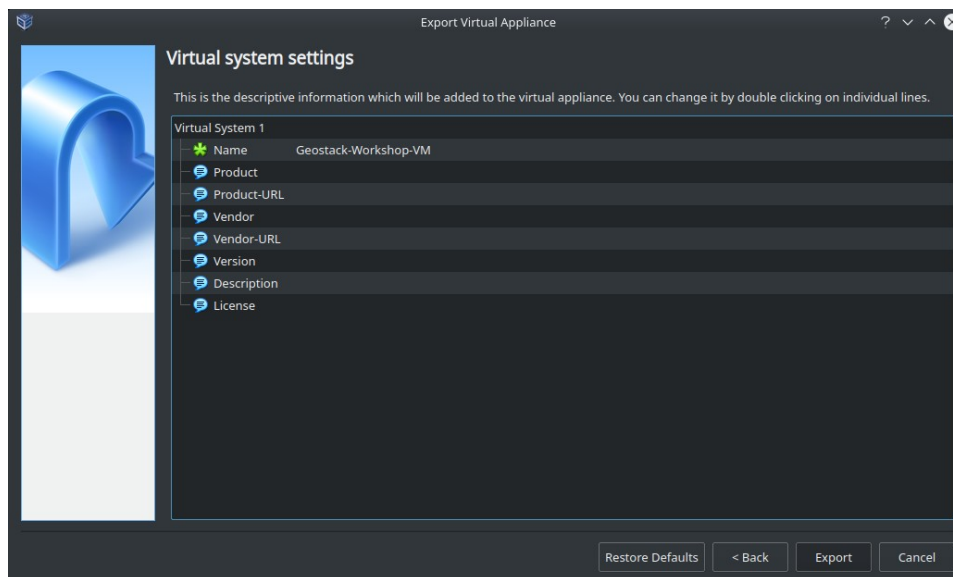 Export Virtual Appliance
?
Virtual system settings
This is the descriptive information which will be added to the virtual appliance. You can change it by double clicking on individual lines.
Virtual System 1
Name Geostack-Workshop-VM
Product
Product-URL
Vendor
Vendor-URL
Version
Description
License
Restore Defaults < Back Export Cancel